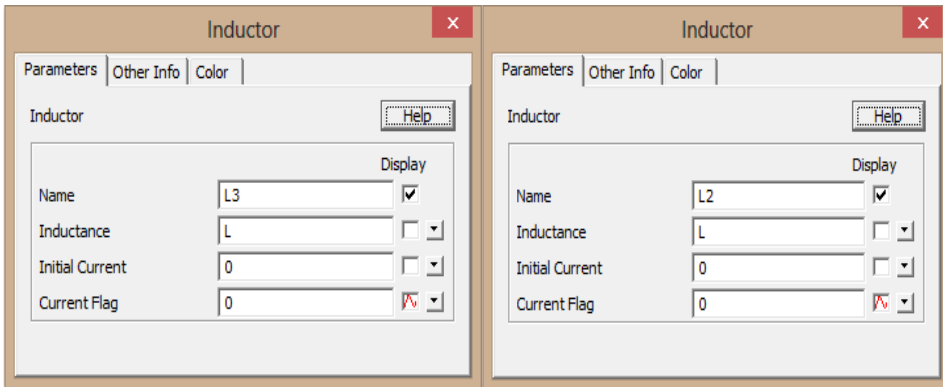 Inductor x
Parameters Other Info Color
Inductor Help
Display
Name L3
Inductance L
Initial Current 0
Current Flag 0
Inductor x
Parameters Other Info Color
Inductor Help
Display
Name L2
Inductance L
Initial Current 0
Current Flag 0